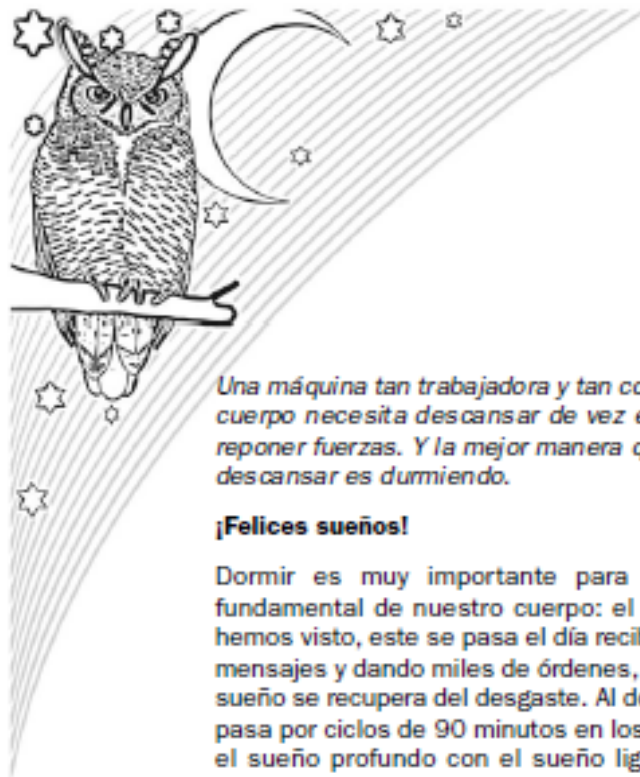 Una máquina tan trabajadora y tan
cuerpo necesita descansar de vez
reponer fuerzas. Y la mejor manera
descansar es durmiendo.
¡Felices sueños!
Dormir es muy importante para
fundamental de nuestro cuerpo: el
hemos visto, este se pasa el día
mensajes y dando miles de órdenes,
sueño se recupera del desgaste. Al
pasa por ciclos de 90 minutos en los
el sueño profundo con el sueño